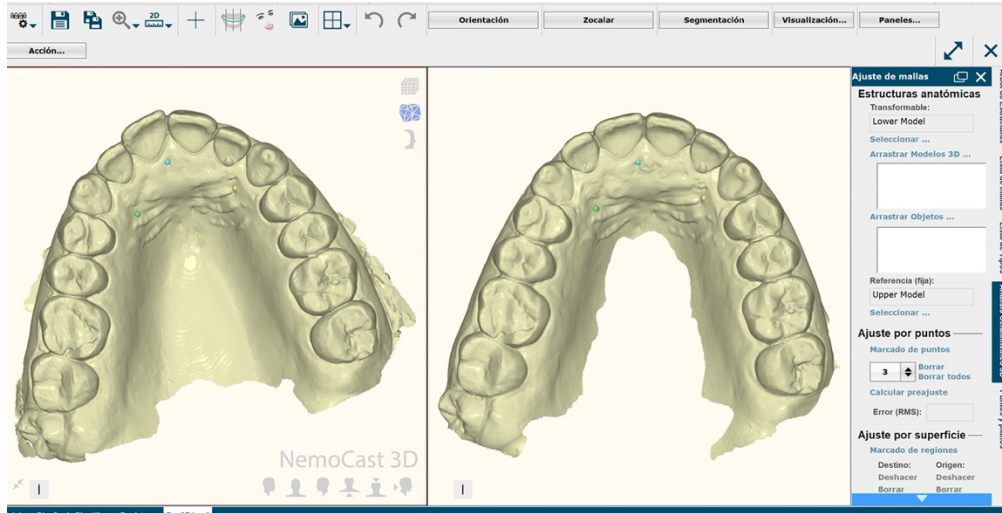 2D
Orientación
Zocalar
Segmentación
Visualización...
Paneles...
Acción...
Ajuste de mallas
Estructuras anatómicas
Transformable:
Lower Model
Seleccionar ...
Arrastrar Modelos 3D ...
Arrastrar Objetos ...
Referencia (fija):
Upper Model
Seleccionar ...
Ajuste por puntos
Marcado de puntos
3
Borrar
Borrar todos
Calcular preajuste
Error (RMS):
Ajuste por superficie
Marcado de regiones
Destino: Origen:
Deshacer Deshacer
Borrar Borrar
NemoCast 3D
I
I